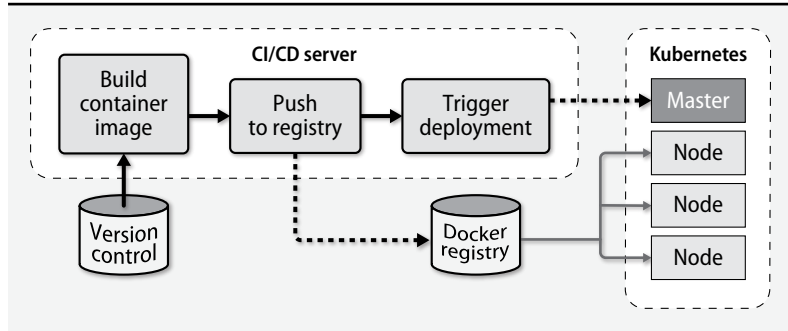 CI/CD server
Build
container
image
Push
to registry
Trigger
deployment
Version
control
Docker
registry
Kubernetes
Master
Node
Node
Node